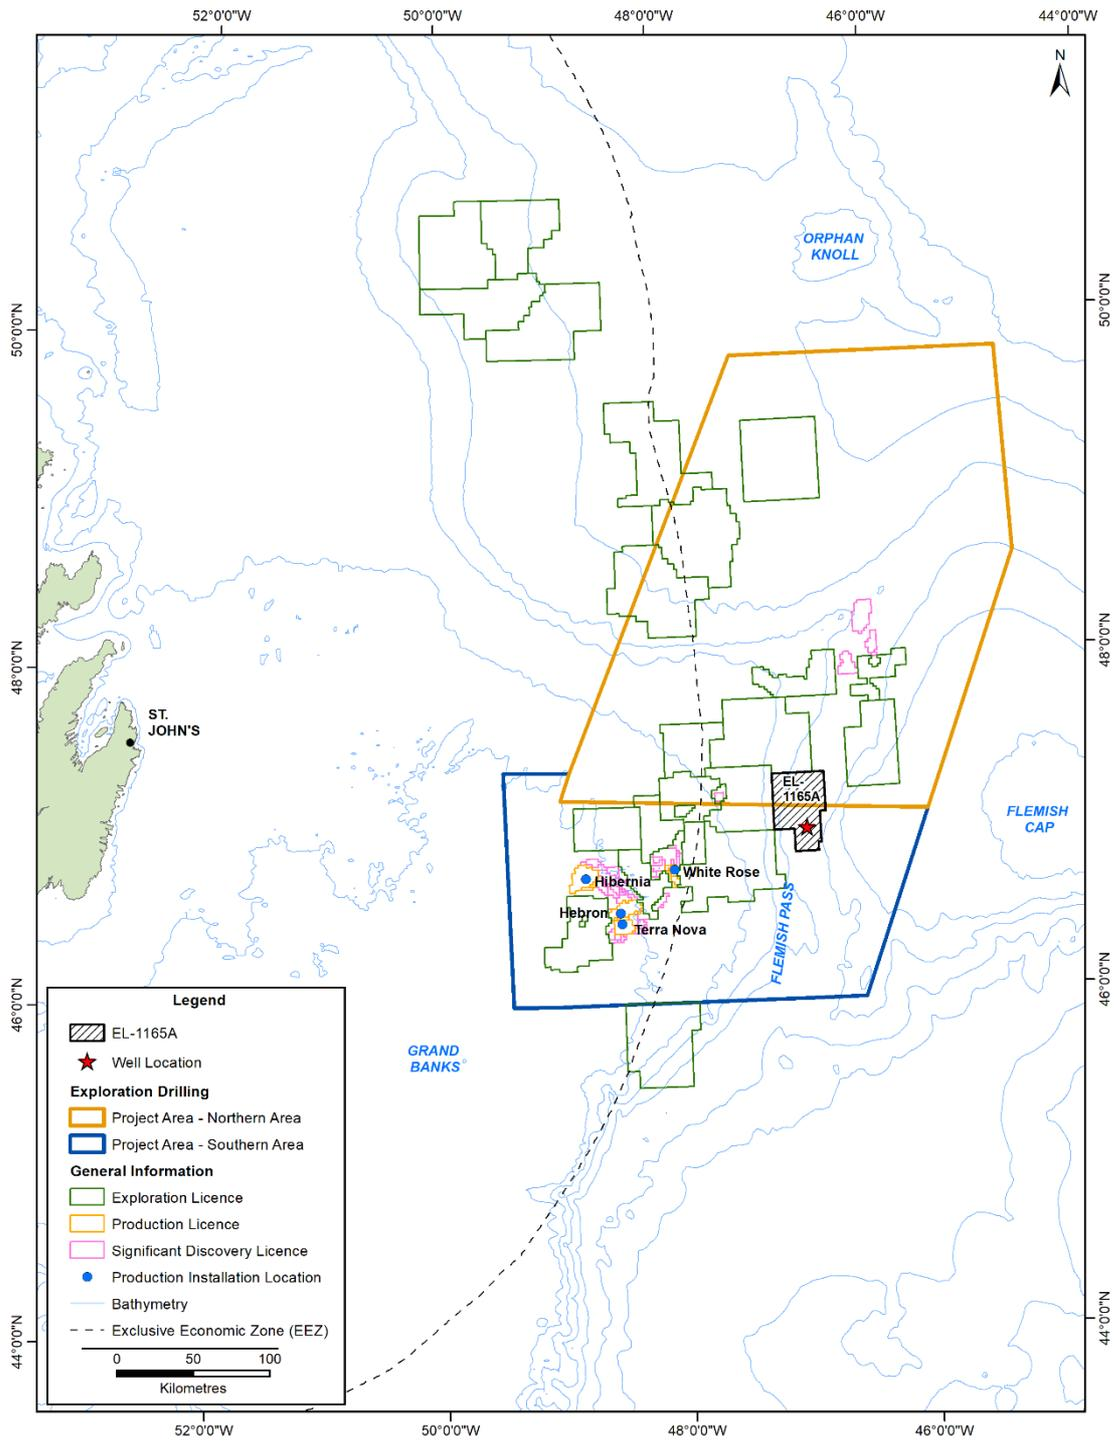 52°0'0"W
50°0'0"W
48°0'0"W
46°0'0"W
44°0'0"W
N
ORPHAN
KNOLL
50°0'0"N
50°0'0"N
48°0'0"N
48°0'0"N
ST.
JOHN'S
EL-
1165A
FLEMISH
CAP
White Rose
Hibernia
Hebron
Terra Nova
FLEMISH PASS
46°0'0"N
46°0'0"N
GRAND
BANKS
Legend
EL-1165A
Well Location
Exploration Drilling
Project Area - Northern Area
Project Area - Southern Area
General Information
Exploration Licence
Production Licence
Significant Discovery Licence
Production Installation Location
Bathymetry
Exclusive Economic Zone (EEZ)
0 50 100
Kilometres
44°0'0"N
44°0'0"N
52°0'0"W
50°0'0"W
48°0'0"W
46°0'0"W